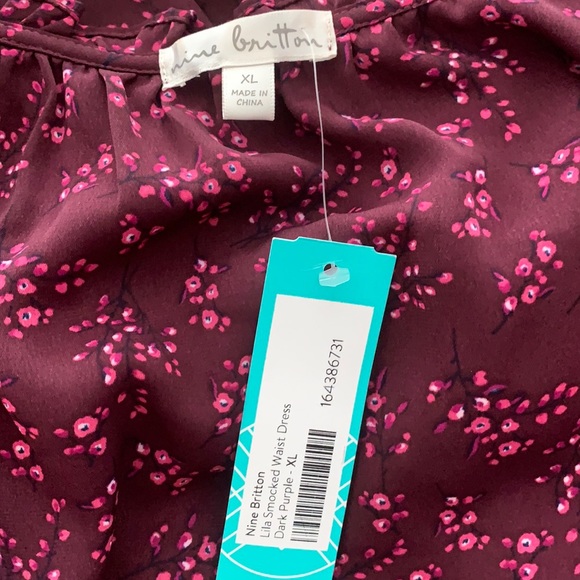 nine britton
XL
MADE IN
CHINA
Nine Britton
Lila Smocked Waist Dress
Dark Purple - XL
164386731